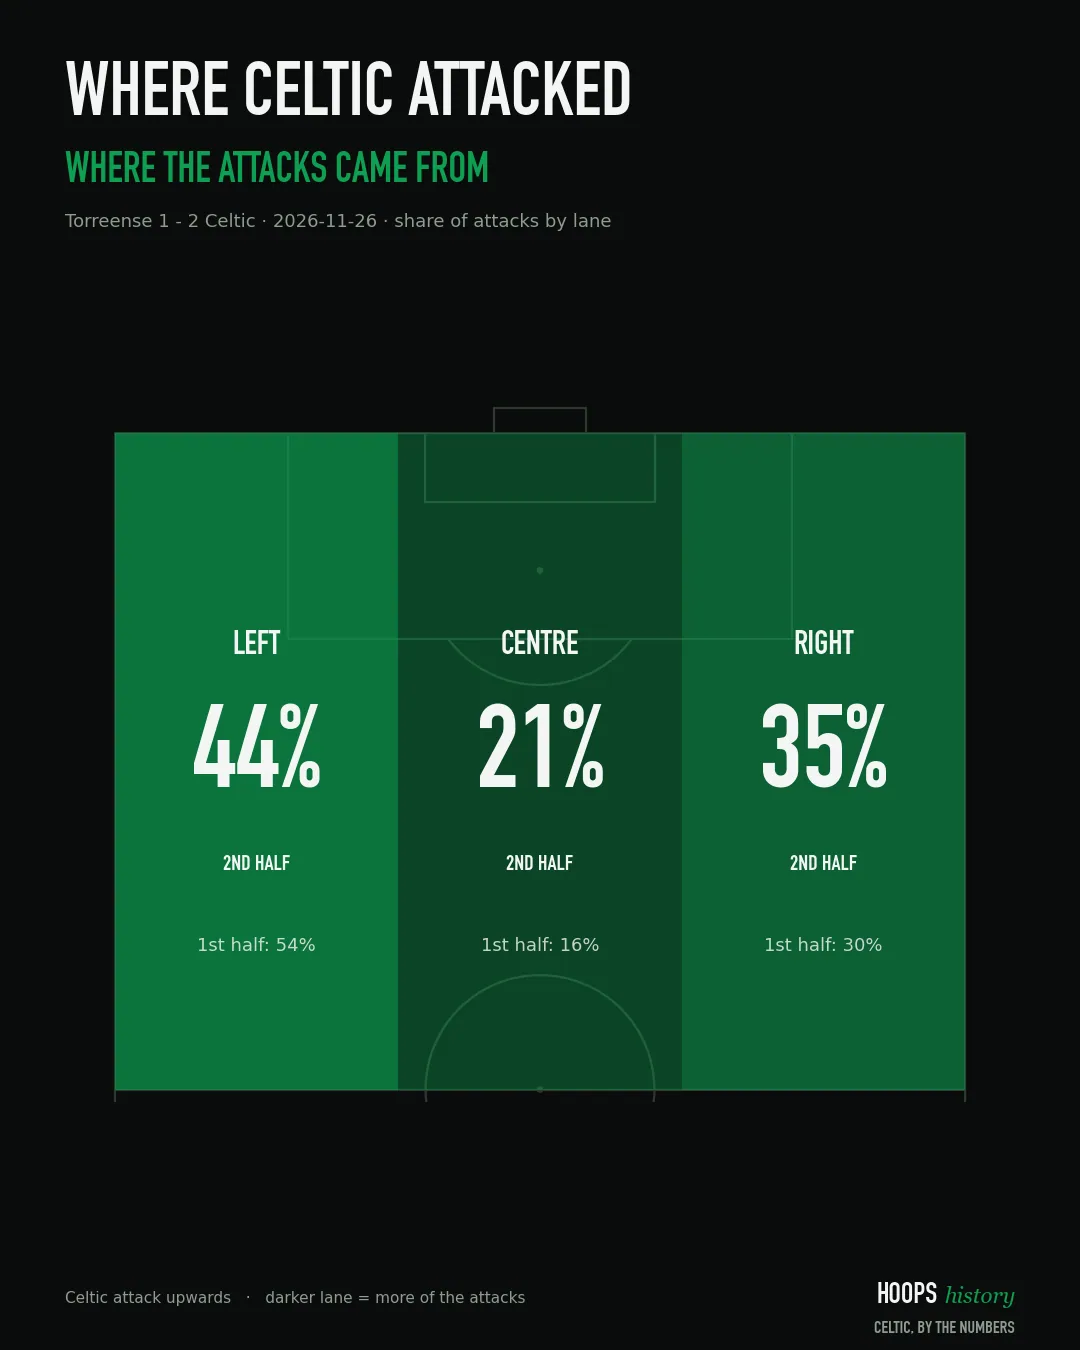 WHERE CELTIC ATTACKED
WHERE THE ATTACKS CAME FROM
Torreense 1 - 2 Celtic · 2026-11-26 · share of attacks by lane
LEFT
44%
2ND HALF
1st half: 54%
CENTRE
21%
2ND HALF
1st half: 16%
RIGHT
35%
2ND HALF
1st half: 30%
Celtic attack upwards · darker lane = more of the attacks
HOOPS history
CELTIC, BY THE NUMBERS